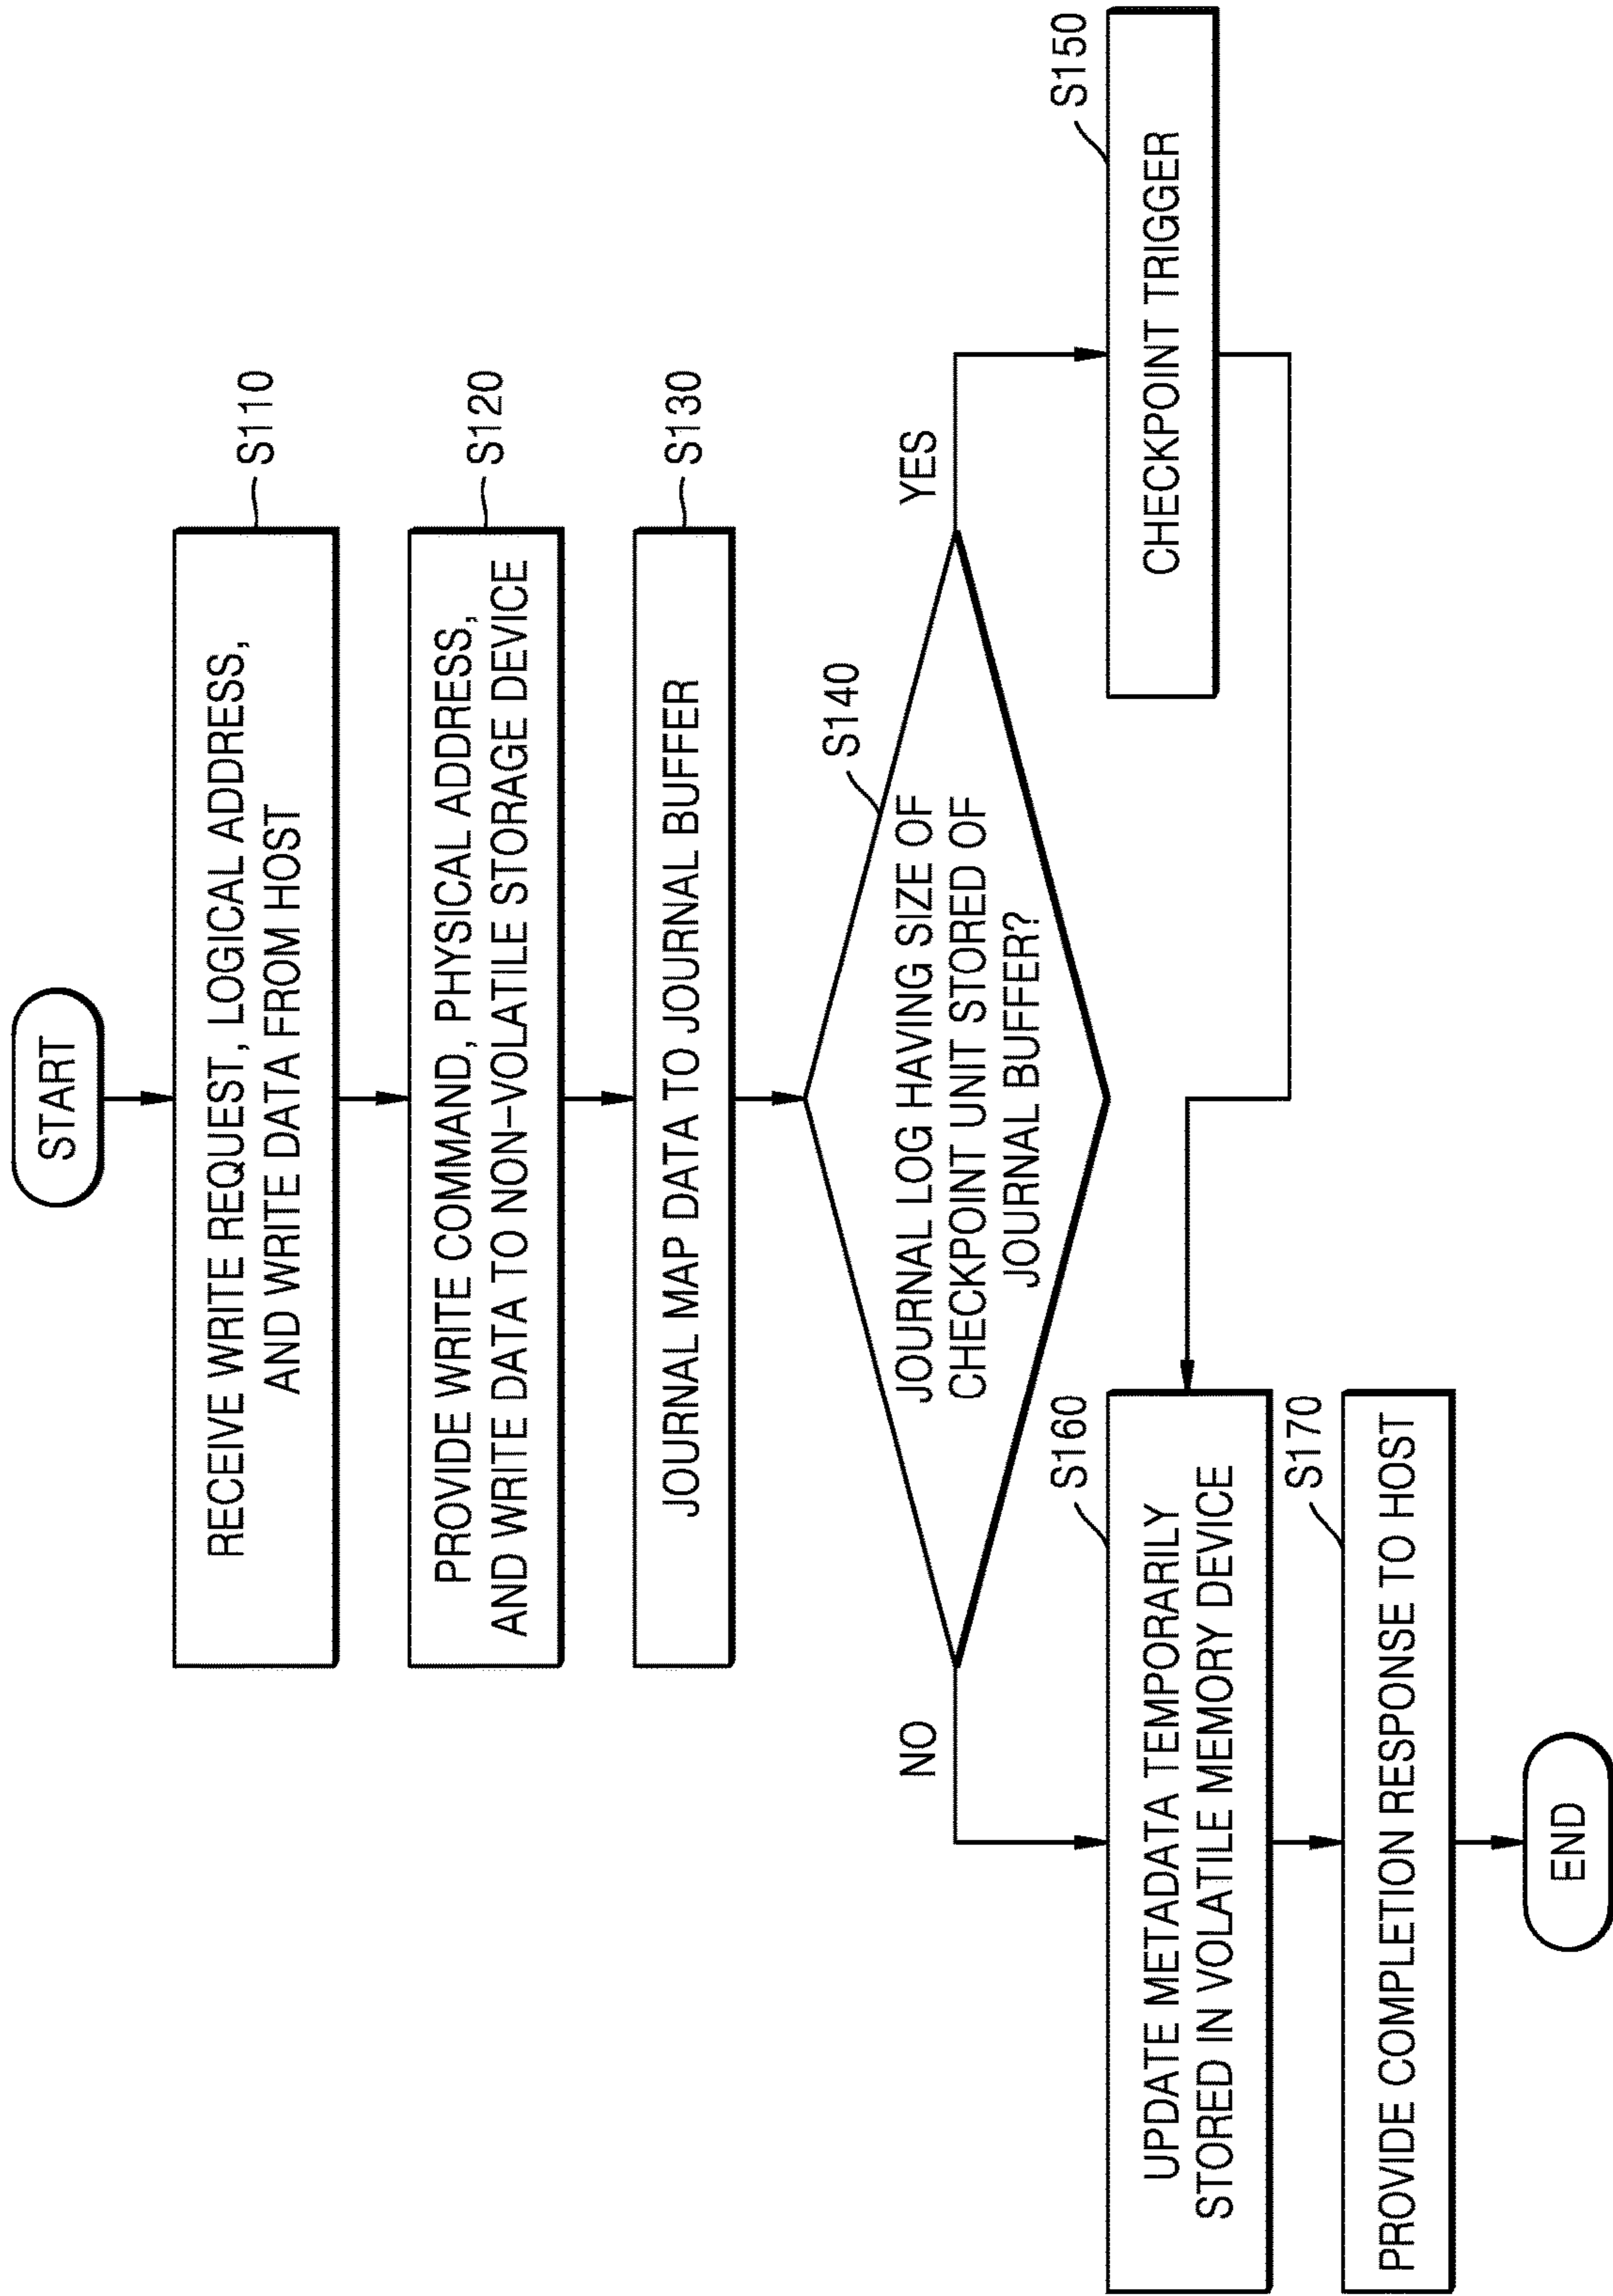 START
RECEIVE WRITE REQUEST, LOGICAL ADDRESS,
AND WRITE DATA FROM HOST
S110
PROVIDE WRITE COMMAND, PHYSICAL ADDRESS,
AND WRITE DATA TO NON-VOLATILE STORAGE DEVICE
S120
JOURNAL MAP DATA TO JOURNAL BUFFER
S130
S140
JOURNAL LOG HAVING SIZE OF
CHECKPOINT UNIT STORED OF
JOURNAL BUFFER?
NO
YES
S150
CHECKPOINT TRIGGER
S160
UPDATE METADATA TEMPORARILY
STORED IN VOLATILE MEMORY DEVICE
S170
PROVIDE COMPLETION RESPONSE TO HOST
END